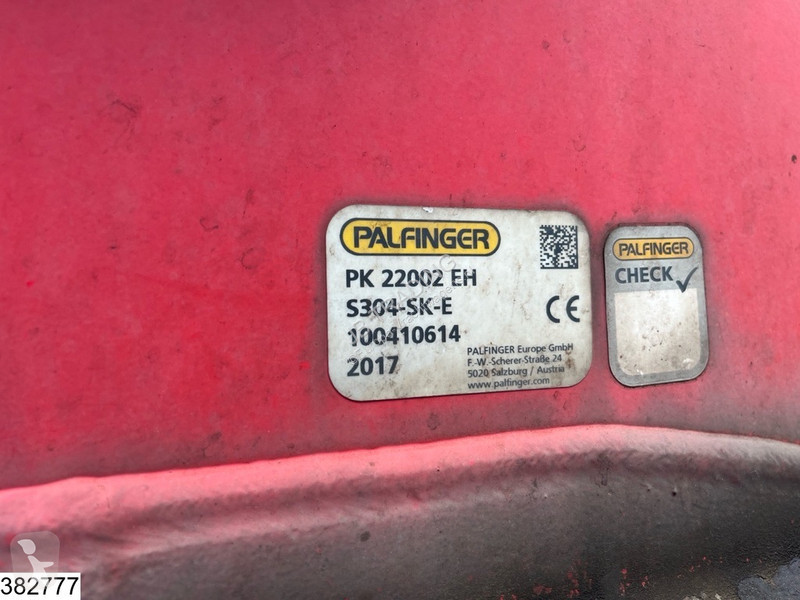 PALFINGER
PK 22002 EH
S304-SK-E
100410614
2017
CE
PALFINGER Europe GmbH
F.-W.-Scherer-Straße 24
5020 Salzburg / Austria
www.palfinger.com
PALFINGER
CHECK
382777